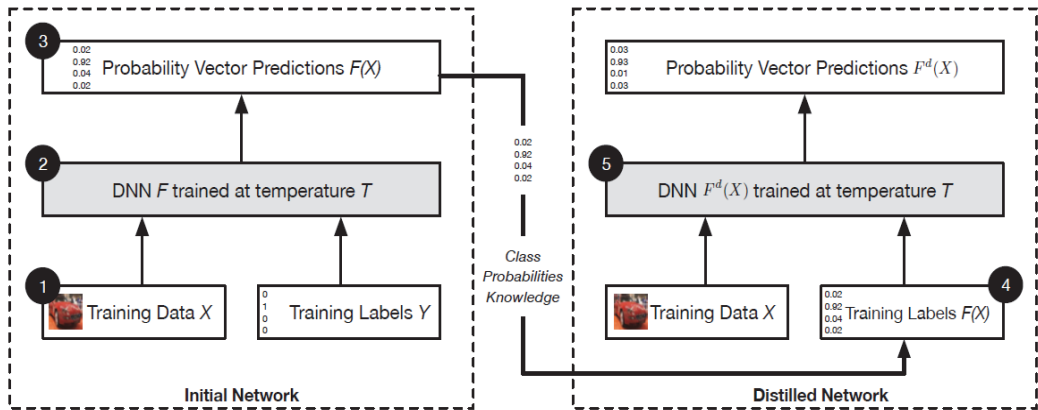 3
0.02
0.92
0.04
0.02
Probability Vector Predictions F(X)
2
DNN F trained at temperature T
1
Training Data X
0
1
0
0
Training Labels Y
Initial Network
0.02
0.92
0.04
0.02
Class
Probabilities
Knowledge
0.03
0.93
0.01
0.03
Probability Vector Predictions F^d(X)
5
DNN F^d(X) trained at temperature T
Training Data X
4
0.02
0.92
0.04
0.02
Training Labels F(X)
Distilled Network